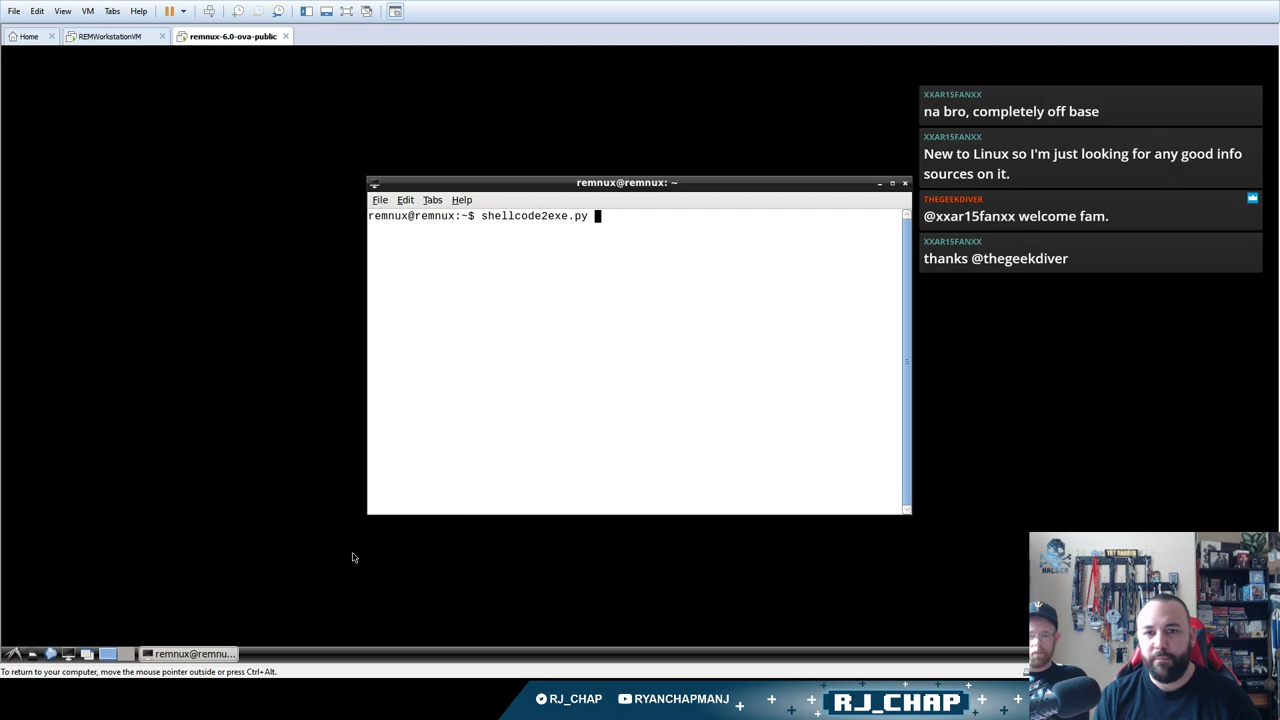 File Edit View VM Tabs Help
Home REMWorkstationVM remnux-6.0-ova-public
XXAR15FANXX
na bro, completely off base
XXAR15FANXX
New to Linux so I'm just looking for any good info
sources on it.
THEGEEKDIVER
@xxar15fanxx welcome fam.
XXAR15FANXX
thanks @thegeekdiver
remnux@remnux: ~
File Edit Tabs Help
remnux@remnux:~$ shellcode2exe.py
remnux@remnu...
To return to your computer, move the mouse pointer outside or press Ctrl+Alt.
RJ_CHAP RYANCHAPMANJ RJ_CHAP